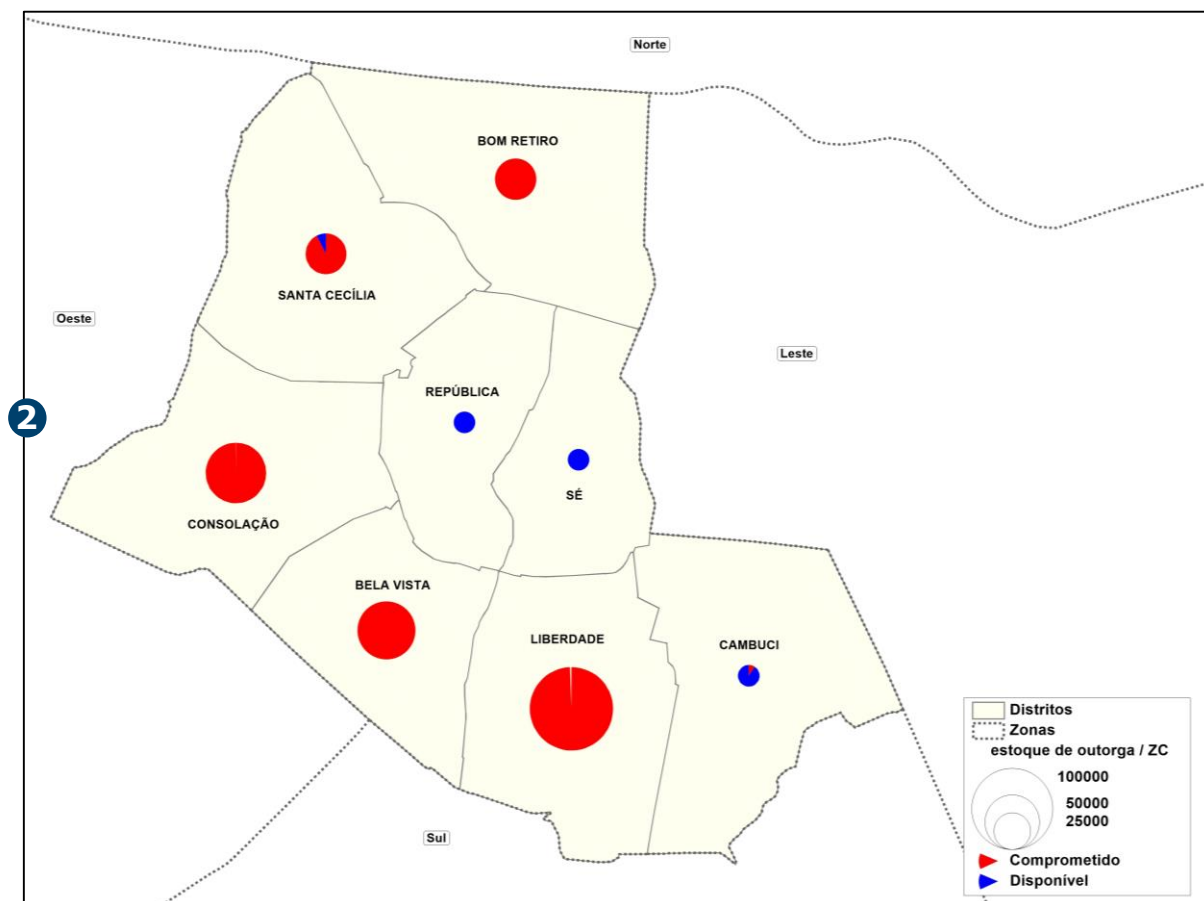 Norte
BOM RETIRO
SANTA CECÍLIA
Oeste
Leste
REPÚBLICA
2
SÉ
CONSOLAÇÃO
BELA VISTA
LIBERDADE
CAMBUCI
Sul
Distritos
Zonas
estoque de outorga / ZC
100000
50000
25000
Comprometido
Disponível